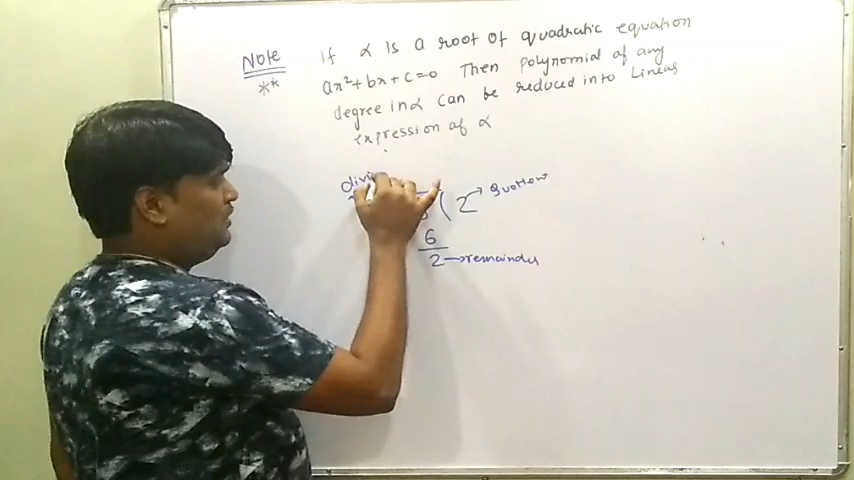 Note If α is a root of quadratic equation
** ax²+bx+c=0 Then polynomial of any
degree in α can be reduced into Linear
expression of α
divi
( 2 → Quotient
6
2 → remainder